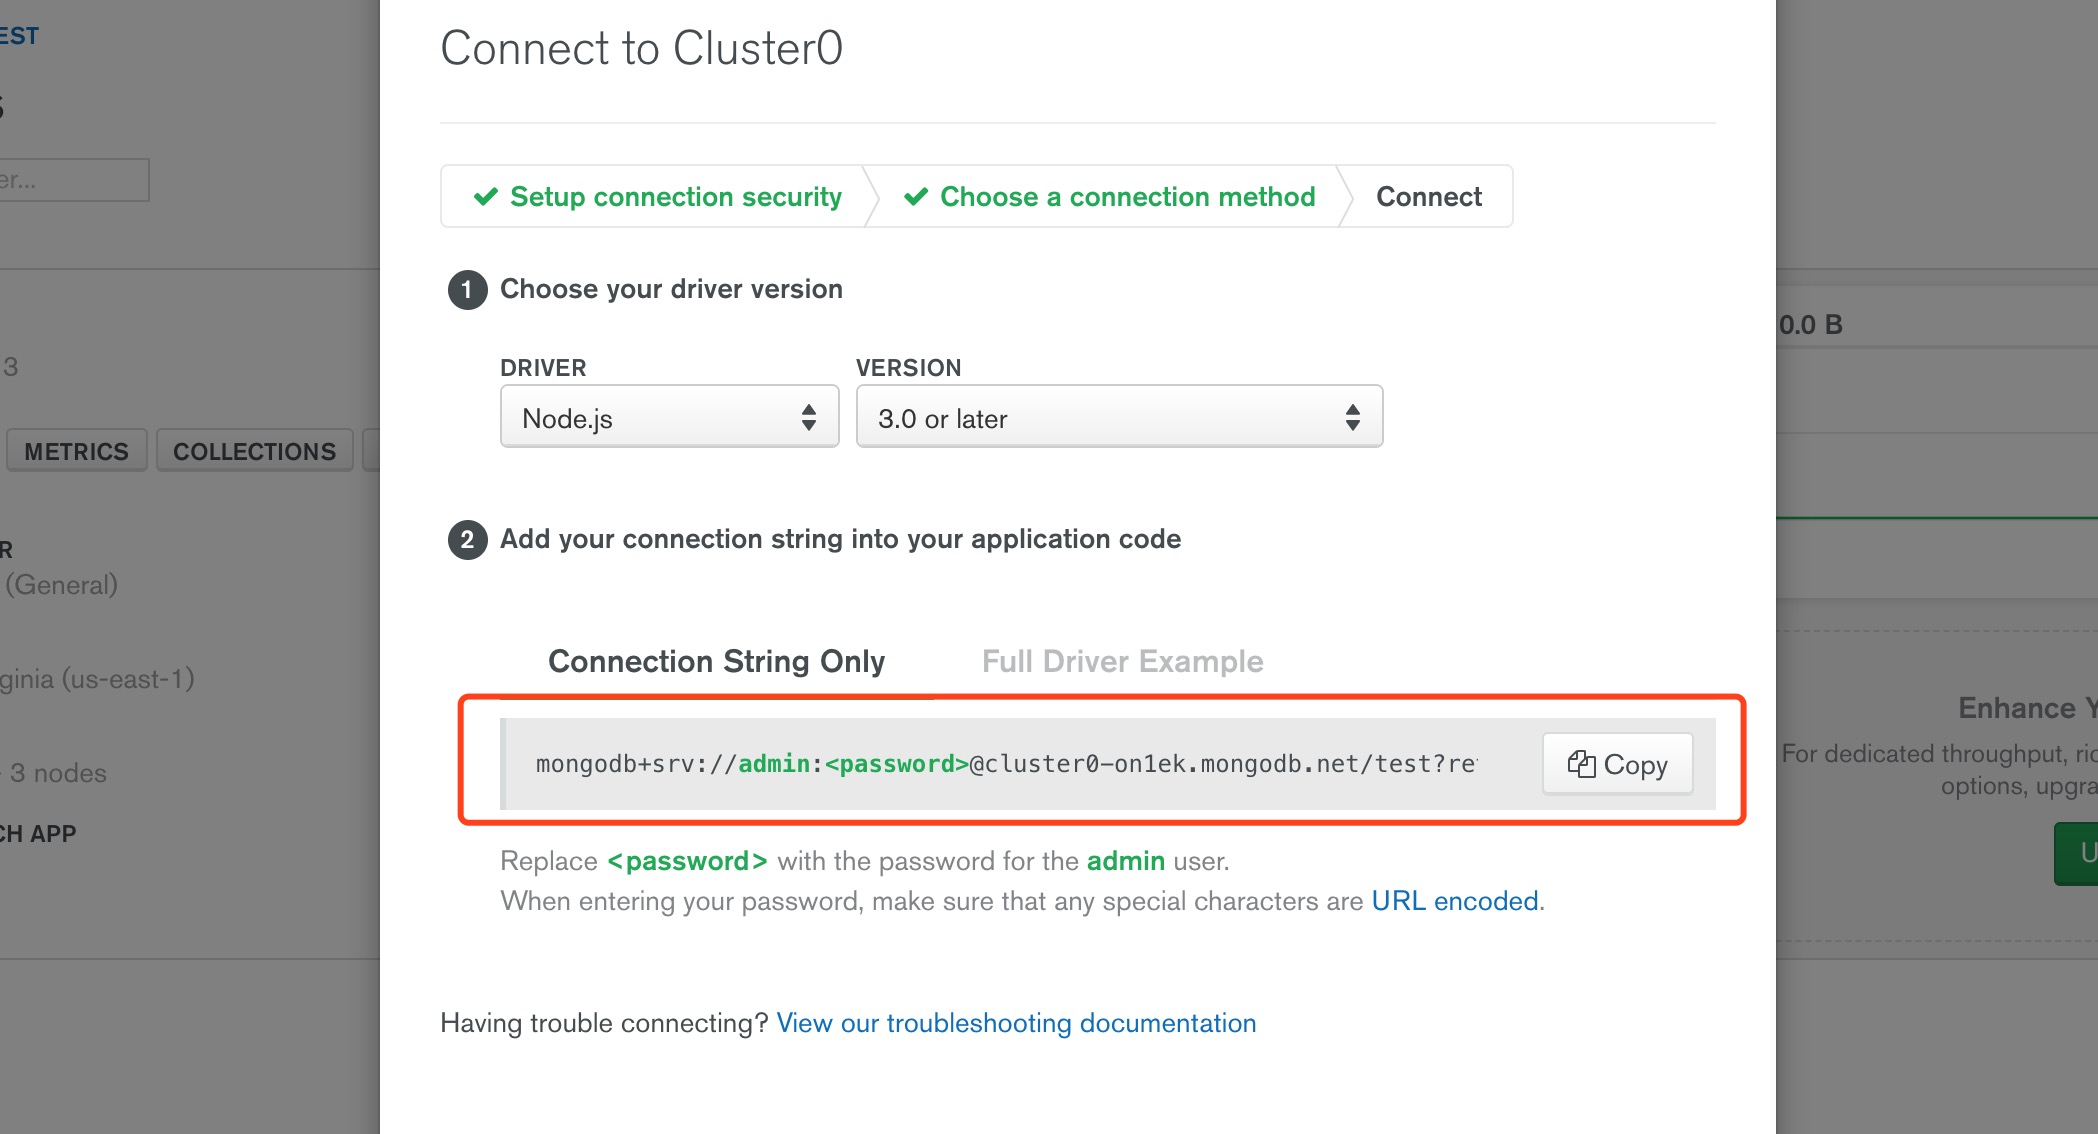 EST
Connect to Cluster0
er...
Setup connection security
Choose a connection method
Connect
1 Choose your driver version
0.0 B
3
DRIVER
VERSION
Node.js
3.0 or later
METRICS
COLLECTIONS
2 Add your connection string into your application code
R
(General)
Connection String Only
Full Driver Example
ginia (us-east-1)
Enhance Y
mongodb+srv://admin:<password>@cluster0-on1ek.mongodb.net/test?re
Copy
For dedicated throughput, ric
options, upgra
3 nodes
CH APP
U
Replace <password> with the password for the admin user.
When entering your password, make sure that any special characters are URL encoded.
Having trouble connecting? View our troubleshooting documentation